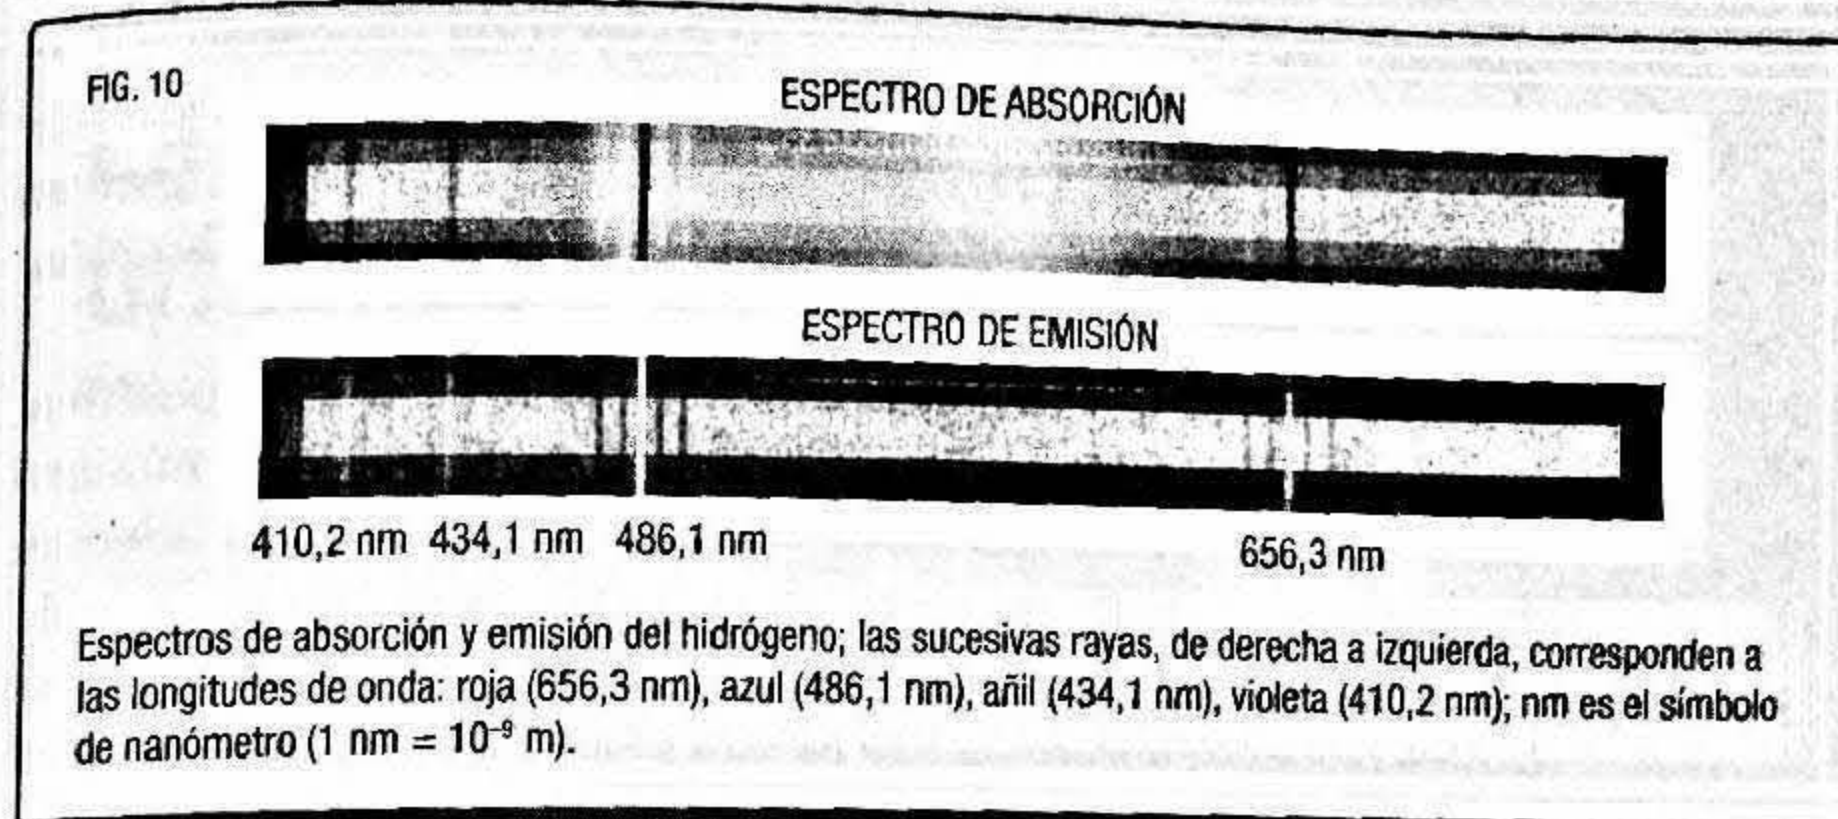 FIG. 10
ESPECTRO DE ABSORCIÓN
ESPECTRO DE EMISIÓN
410,2 nm 434,1 nm 486,1 nm 656,3 nm
Espectros de absorción y emisión del hidrógeno; las sucesivas rayas, de derecha a izquierda, corresponden a
las longitudes de onda: roja (656,3 nm), azul (486,1 nm), añil (434,1 nm), violeta (410,2 nm); nm es el símbolo
de nanómetro (1 nm = 10⁻⁹ m).